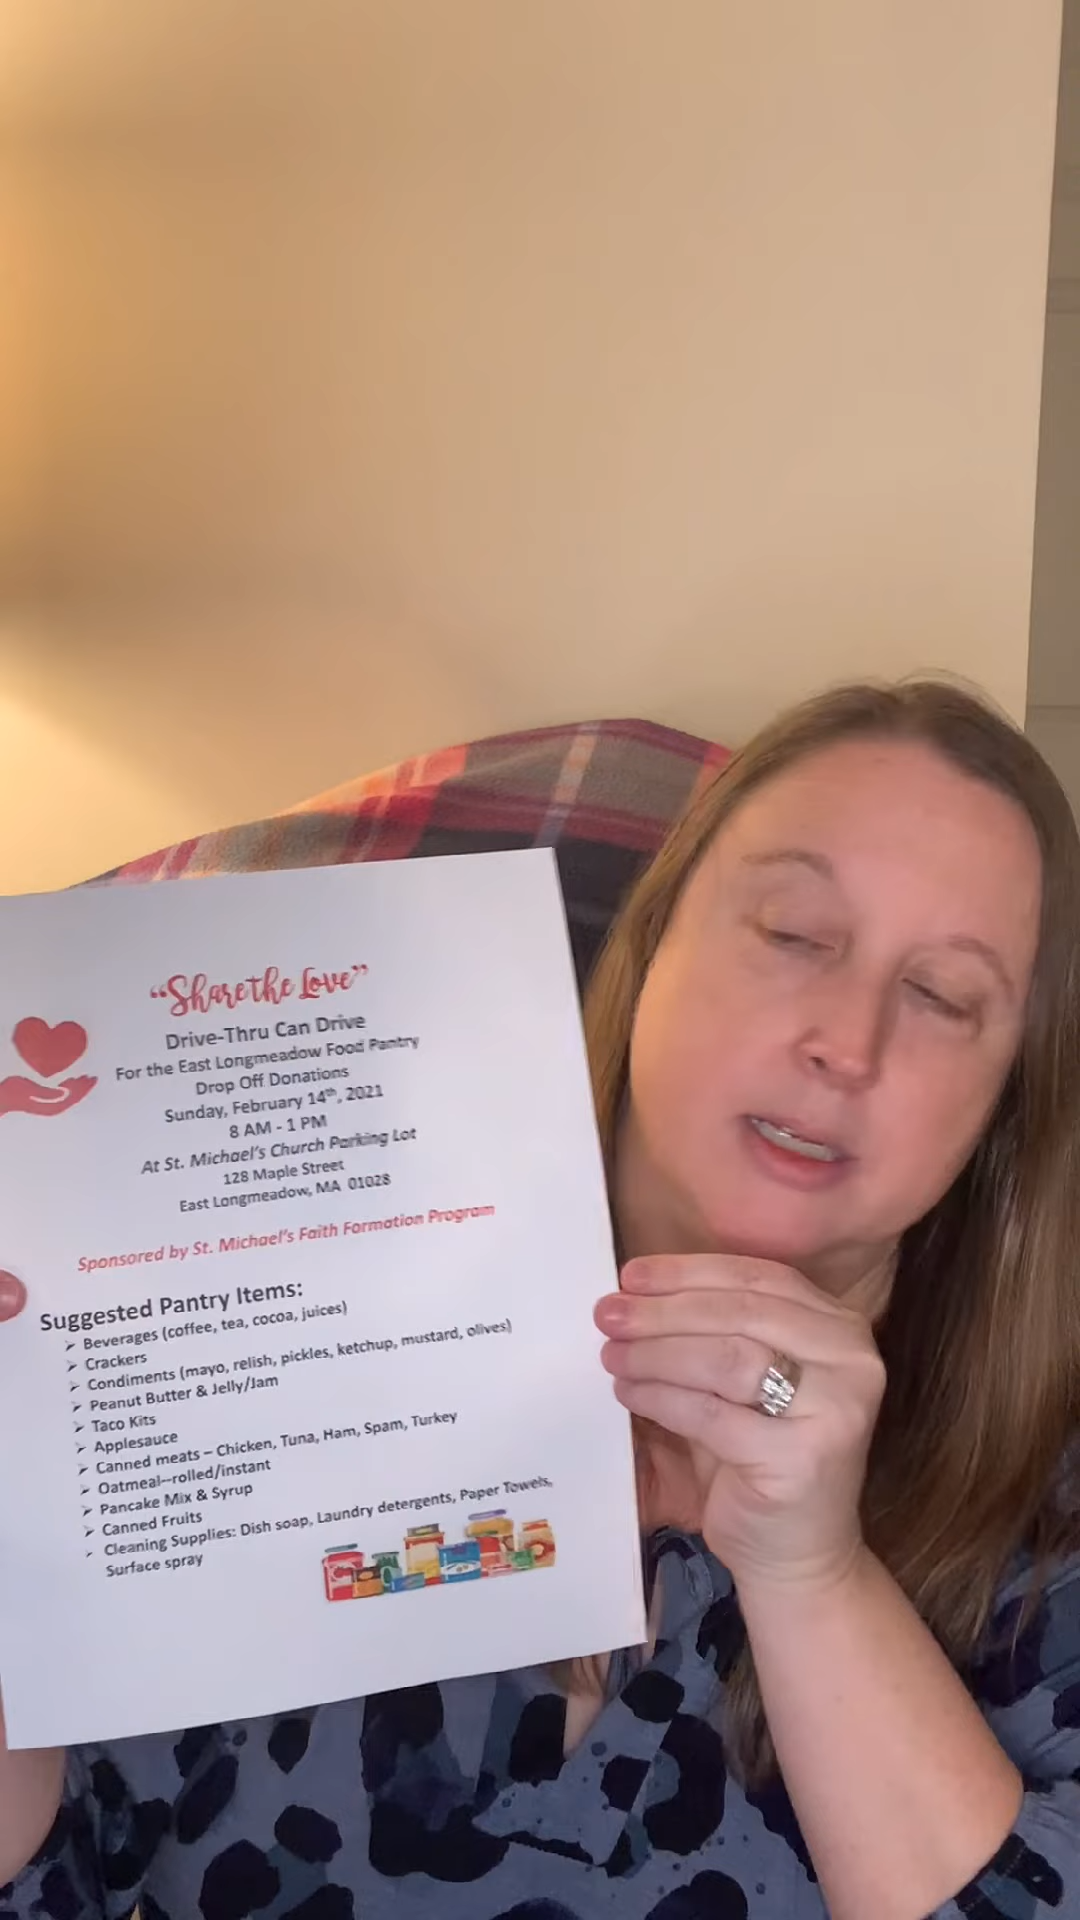 “Share the Love”
Drive-Thru Can Drive
For the East Longmeadow Food Pantry
Drop Off Donations
Sunday, February 14th, 2021
8 AM - 1 PM
At St. Michael's Church Parking Lot
128 Maple Street
East Longmeadow, MA 01028
Sponsored by St. Michael's Faith Formation Program
Suggested Pantry Items:
➢ Beverages (coffee, tea, cocoa, juices)
➢ Crackers
➢ Condiments (mayo, relish, pickles, ketchup, mustard, olives)
➢ Peanut Butter & Jelly/Jam
➢ Taco Kits
➢ Applesauce
➢ Canned meats – Chicken, Tuna, Ham, Spam, Turkey
➢ Oatmeal--rolled/instant
➢ Pancake Mix & Syrup
➢ Canned Fruits
➢ Cleaning Supplies: Dish soap, Laundry detergents, Paper Towels,
Surface spray